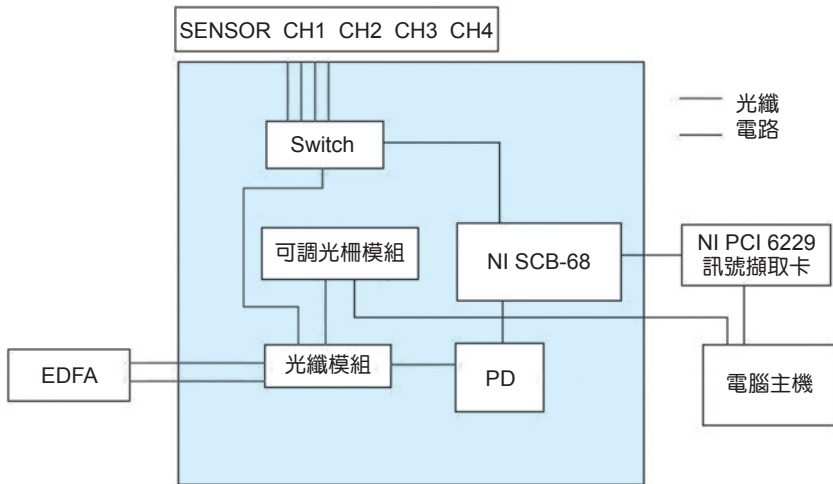 SENSOR CH1 CH2 CH3 CH4
光纖
電路
Switch
可調光柵模組
NI SCB-68
NI PCI 6229
訊號擷取卡
EDFA
光纖模組
PD
電腦主機